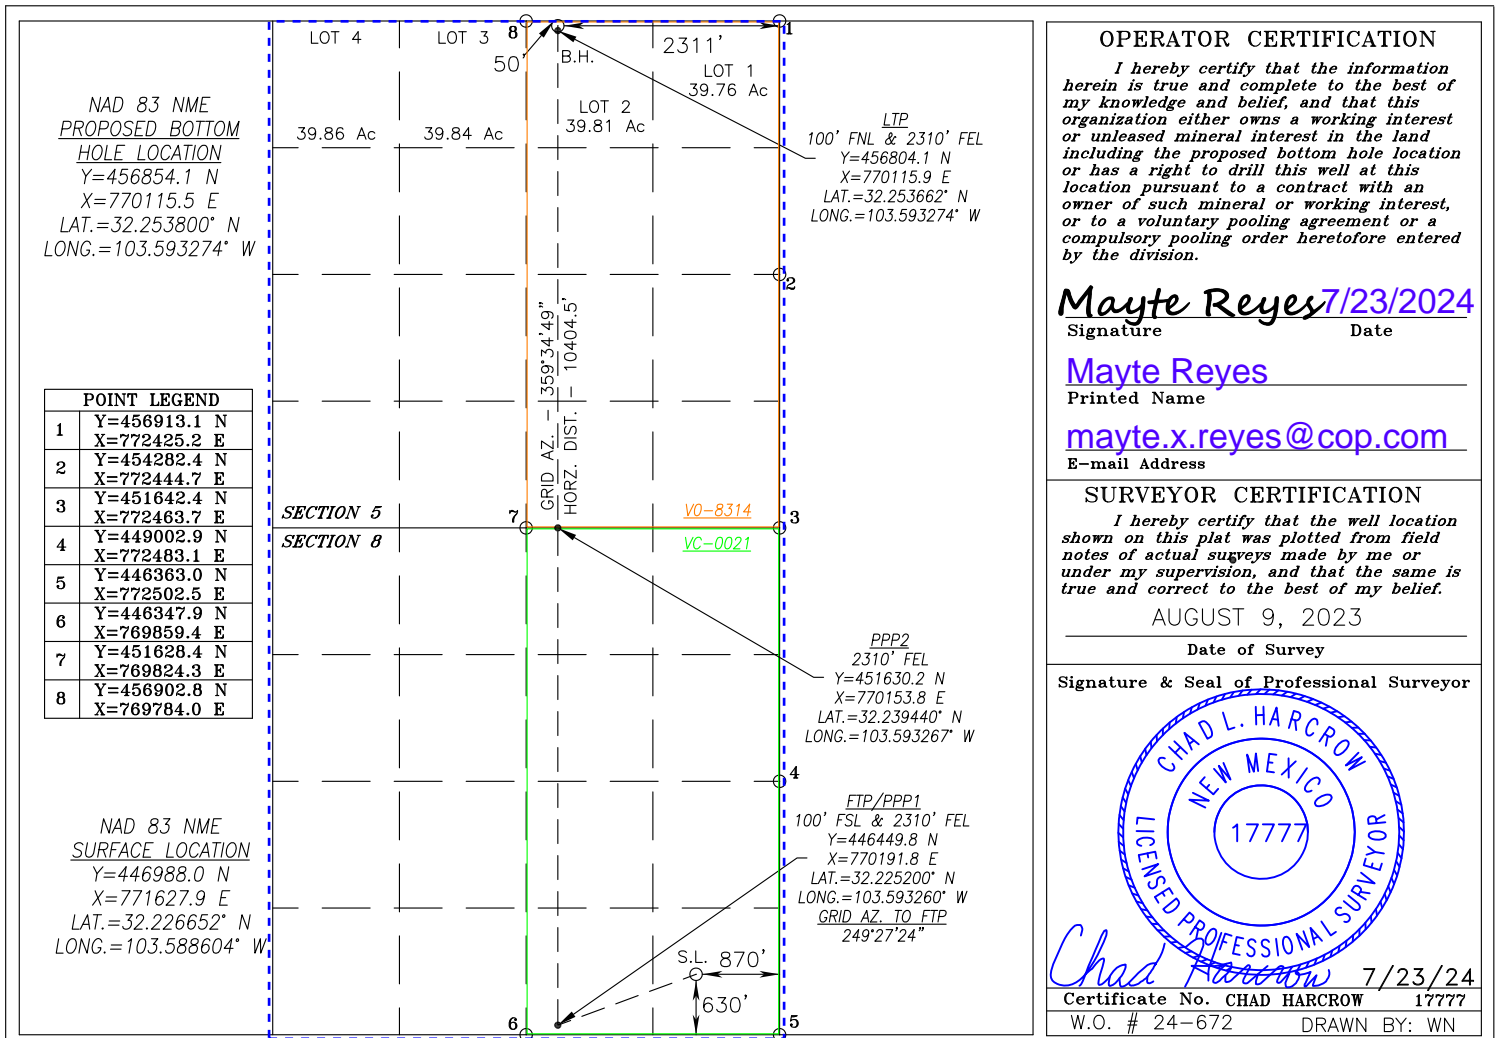 LOT 4
LOT 3
8
1
50'
B.H.
2311'
LOT 1
39.76 Ac
LOT 2
39.81 Ac
39.86 Ac
39.84 Ac
NAD 83 NME
PROPOSED BOTTOM
HOLE LOCATION
Y=456854.1 N
X=770115.5 E
LAT.=32.253800° N
LONG.=103.593274° W
LTP
100' FNL & 2310' FEL
Y=456804.1 N
X=770115.9 E
LAT.=32.253662° N
LONG.=103.593274° W
2
GRID AZ. - 359°34'49"
HORZ. DIST. - 10404.5'
POINT LEGEND
1 Y=456913.1 N
X=772425.2 E
2 Y=454282.4 N
X=772444.7 E
3 Y=451642.4 N
X=772463.7 E
4 Y=449002.9 N
X=772483.1 E
5 Y=446363.0 N
X=772502.5 E
6 Y=446347.9 N
X=769859.4 E
7 Y=451628.4 N
X=769824.3 E
8 Y=456902.8 N
X=769784.0 E
SECTION 5
SECTION 8
7
VO-8314
VC-0021
3
PPP2
2310' FEL
Y=451630.2 N
X=770153.8 E
LAT.=32.239440° N
LONG.=103.593267° W
4
FTP/PPP1
100' FSL & 2310' FEL
Y=446449.8 N
X=770191.8 E
LAT.=32.225200° N
LONG.=103.593260° W
GRID AZ. TO FTP
249°27'24"
NAD 83 NME
SURFACE LOCATION
Y=446988.0 N
X=771627.9 E
LAT.=32.226652° N
LONG.=103.588604° W
S.L.
870'
630'
6
5
OPERATOR CERTIFICATION
I hereby certify that the information
herein is true and complete to the best of
my knowledge and belief, and that this
organization either owns a working interest
or unleased mineral interest in the land
including the proposed bottom hole location
or has a right to drill this well at this
location pursuant to a contract with an
owner of such mineral or working interest,
or to a voluntary pooling agreement or a
compulsory pooling order heretofore entered
by the division.
Mayte Reyes 7/23/2024
Signature Date
Mayte Reyes
Printed Name
mayte.x.reyes@cop.com
E-mail Address
SURVEYOR CERTIFICATION
I hereby certify that the well location
shown on this plat was plotted from field
notes of actual surveys made by me or
under my supervision, and that the same is
true and correct to the best of my belief.
AUGUST 9, 2023
Date of Survey
Signature & Seal of Professional Surveyor
CHAD L. HARCROW
NEW MEXICO
17777
LICENSED PROFESSIONAL SURVEYOR
Chad Harcrow 7/23/24
Certificate No. CHAD HARCROW 17777
W.O. # 24-672 DRAWN BY: WN